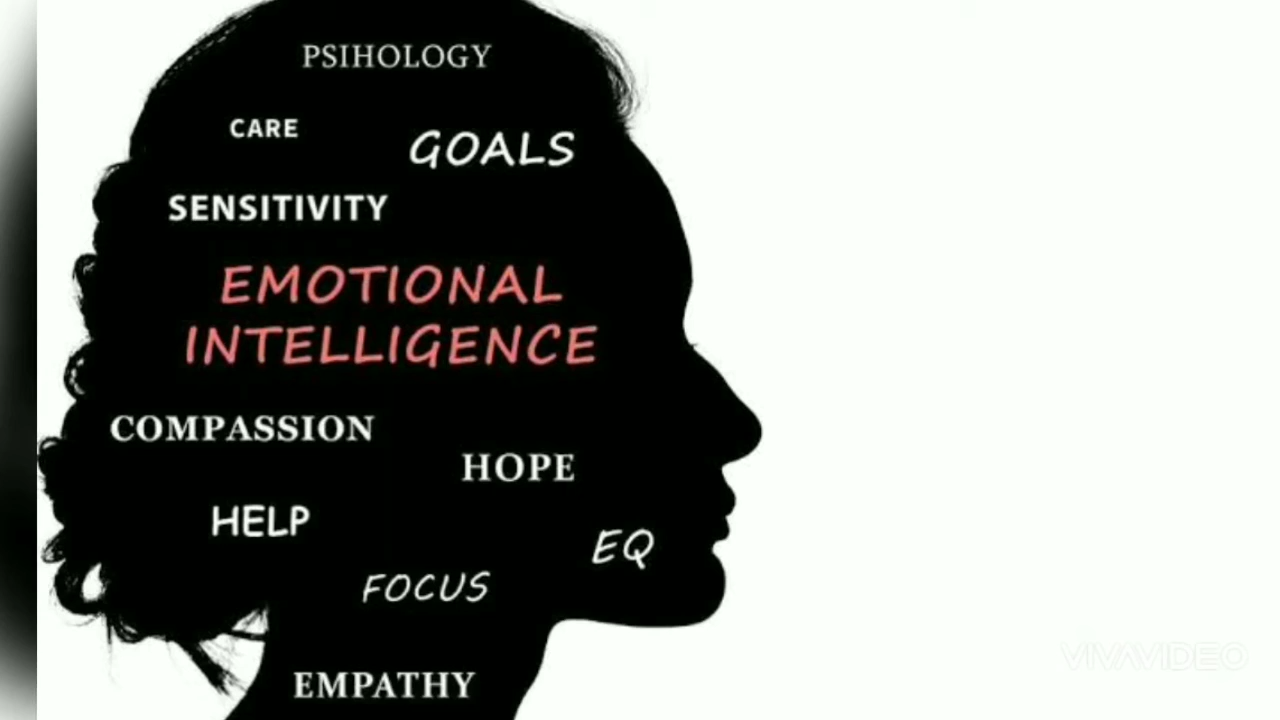 PSIHOLOGY
CARE
GOALS
SENSITIVITY
EMOTIONAL
INTELLIGENCE
COMPASSION
HOPE
HELP
EQ
FOCUS
EMPATHY
VIVAVIDEO